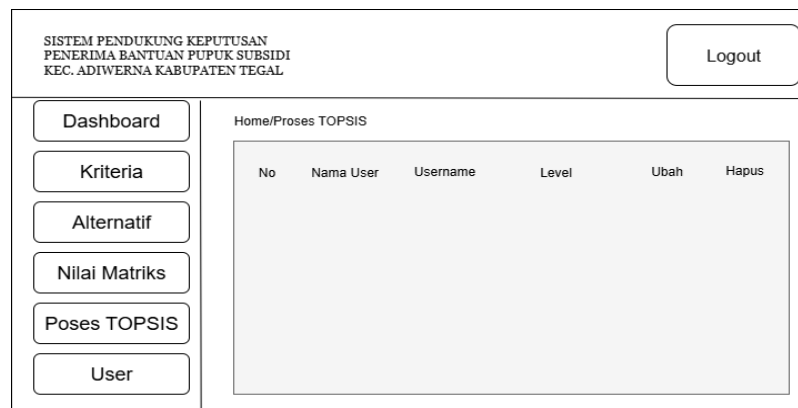 SISTEM PENDUKUNG KEPUTUSAN
PENERIMA BANTUAN PUPUK SUBSIDI
KEC. ADIWERNA KABUPATEN TEGAL
Logout
Dashboard
Kriteria
Alternatif
Nilai Matriks
Poses TOPSIS
User
Home/Proses TOPSIS
No Nama User Username Level Ubah Hapus